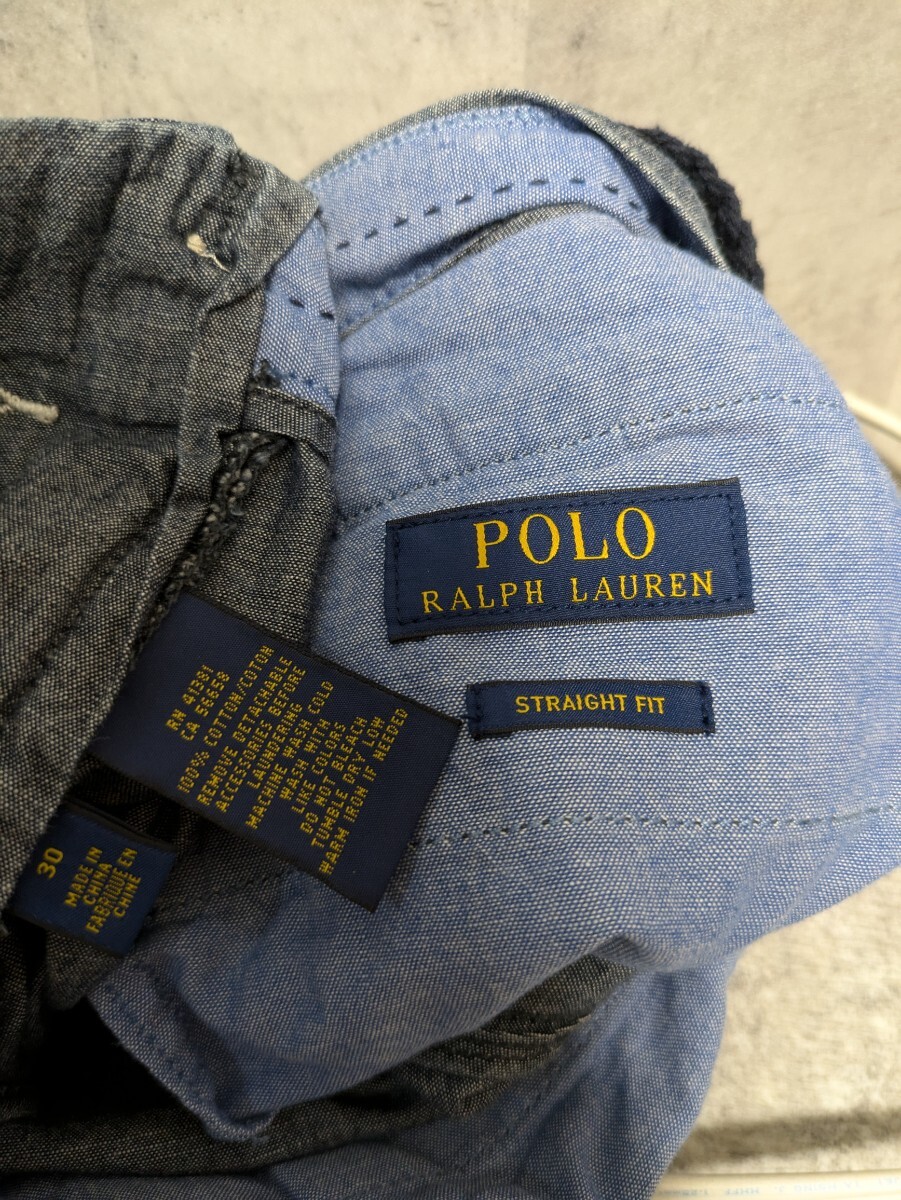 POLO
RALPH LAUREN
STRAIGHT FIT
RN 41381
CA 56858
100% COTTON/COTON
REMOVE DETACHABLE
ACCESSORIES BEFORE
LAUNDERING
MACHINE WASH COLD
WASH WITH
LIKE COLORS
DO NOT BLEACH
TUMBLE DRY LOW
WARM IRON IF NEEDED
30
MADE IN
CHINA
FABRIQUE EN
CHINE